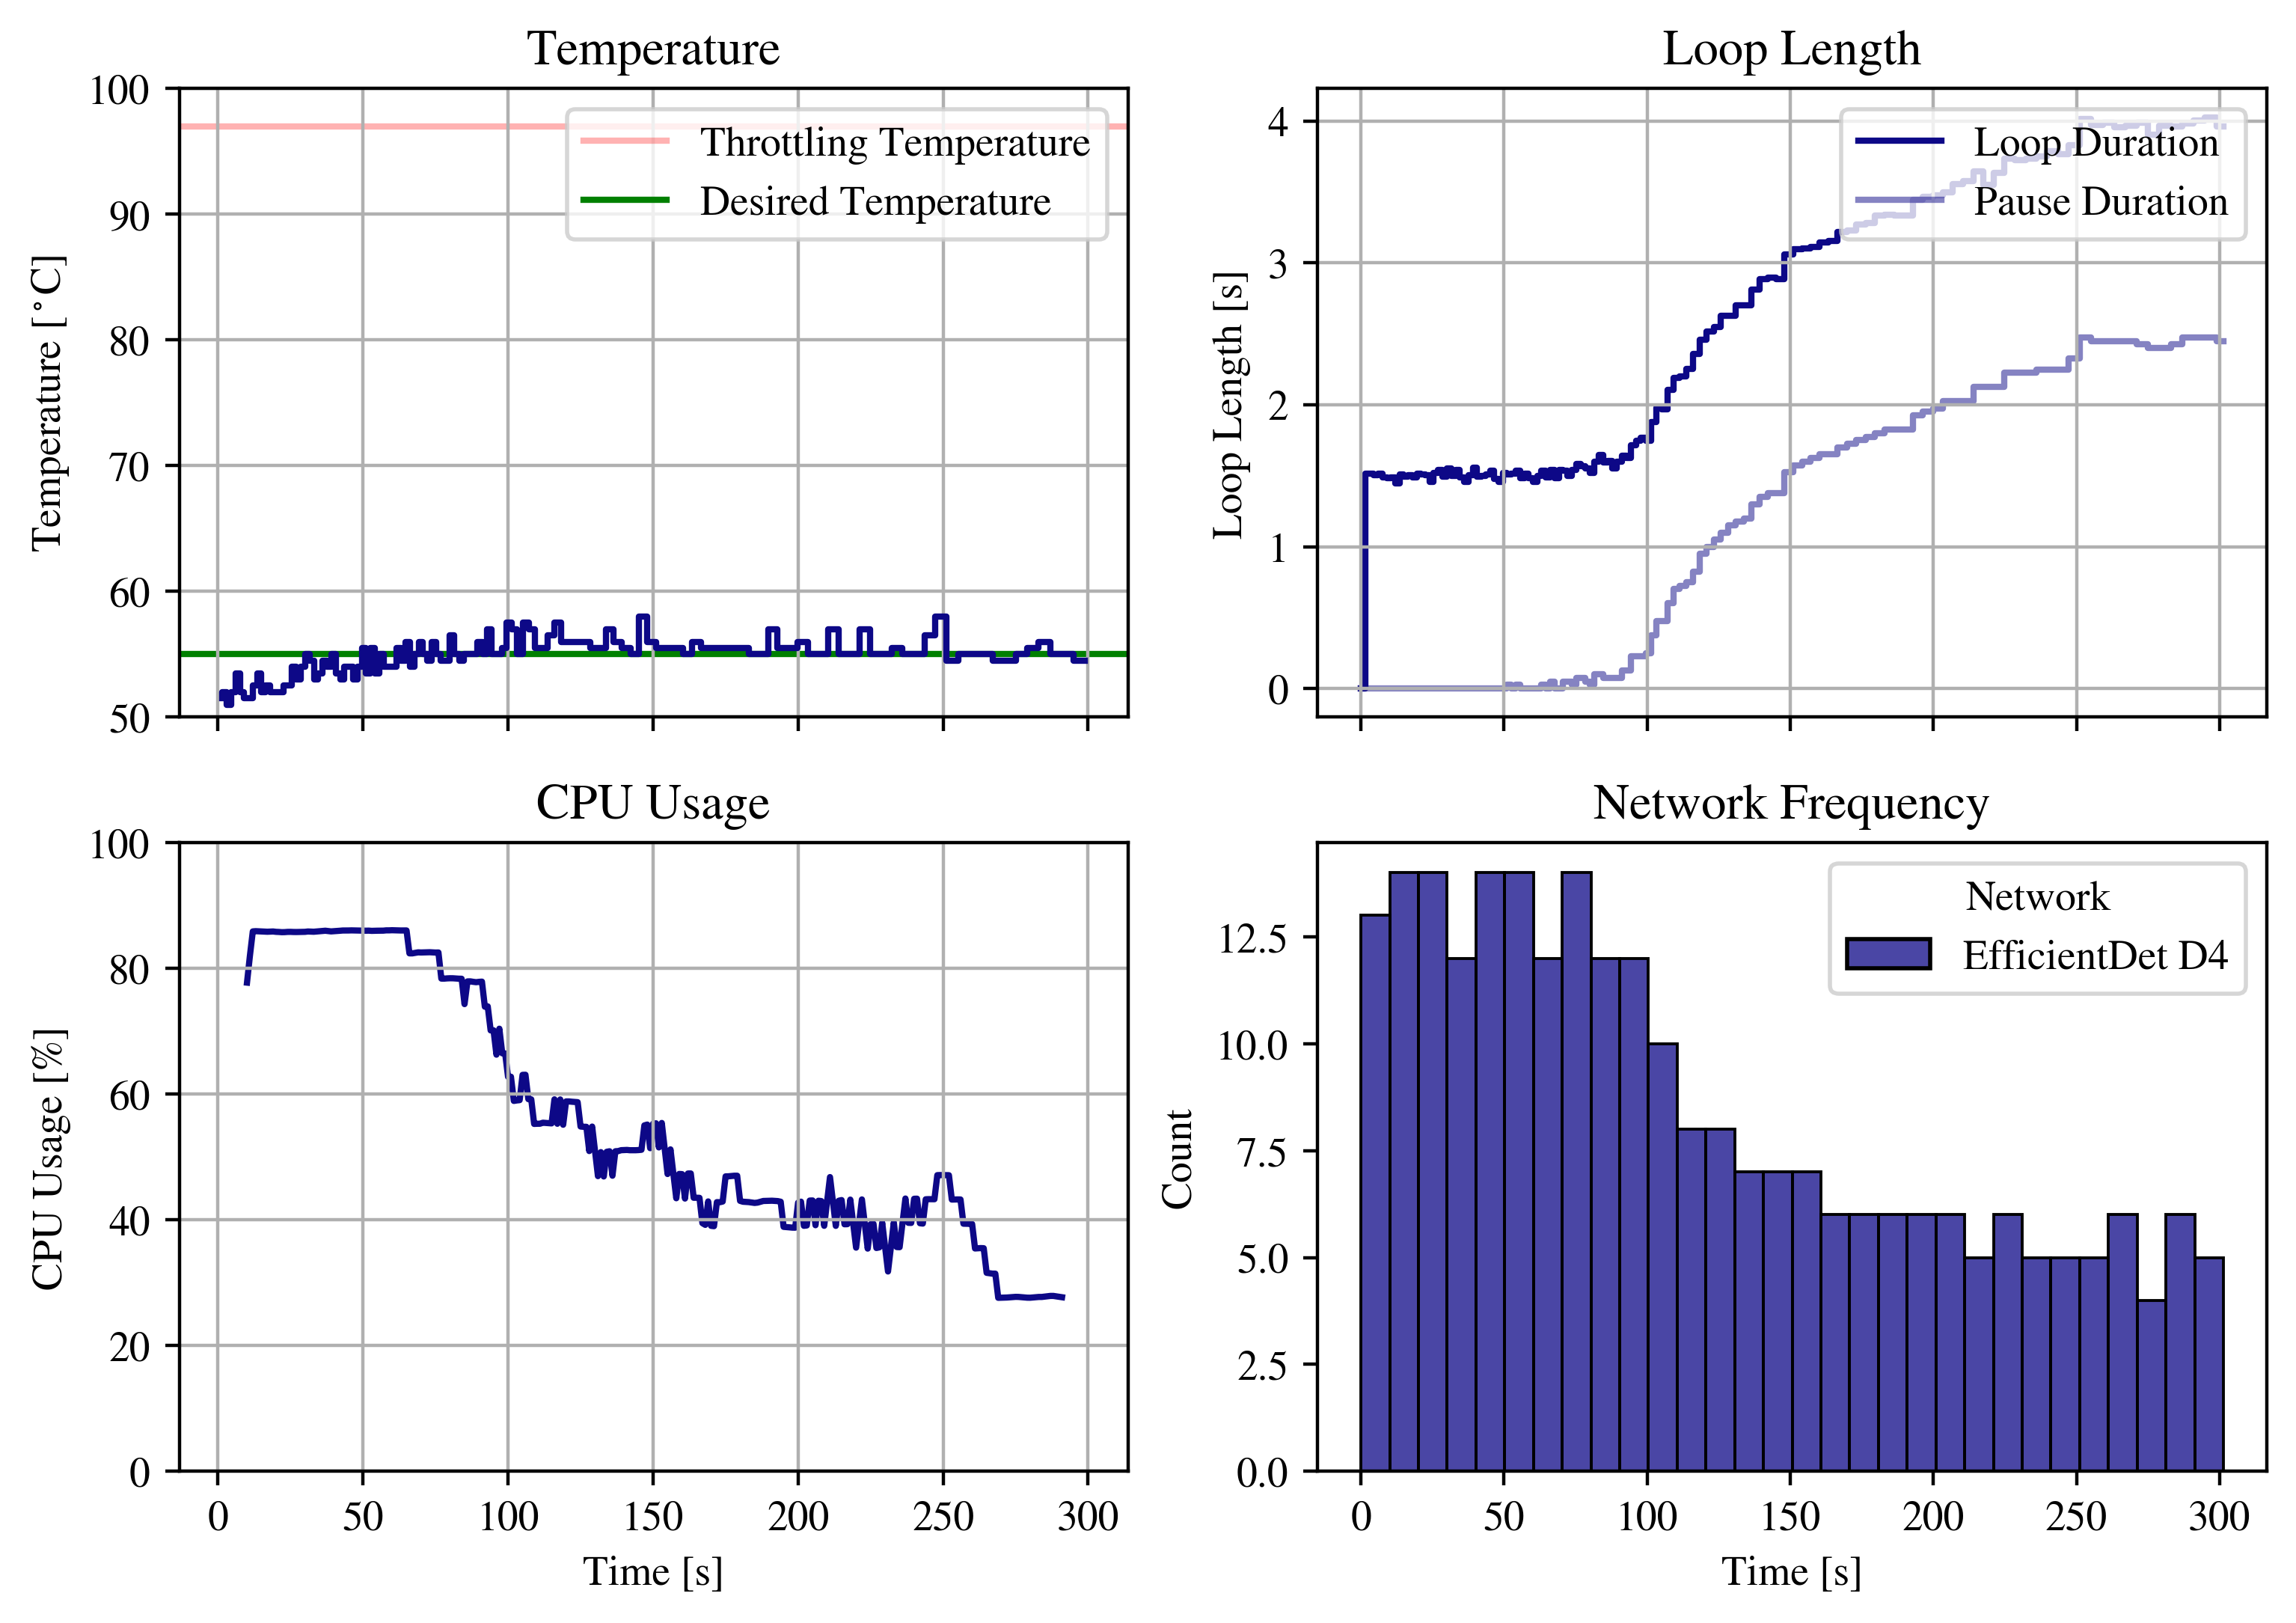 Temperature
100
90
80
70
60
50
Temperature [°C]
Throttling Temperature
Desired Temperature
Loop Length
4
3
2
1
0
Loop Length [s]
Loop Duration
Pause Duration
CPU Usage
100
80
60
40
20
0
CPU Usage [%]
0 50 100 150 200 250 300
Time [s]
Network Frequency
12.5
10.0
7.5
5.0
2.5
0.0
Count
Network
EfficientDet D4
0 50 100 150 200 250 300
Time [s]